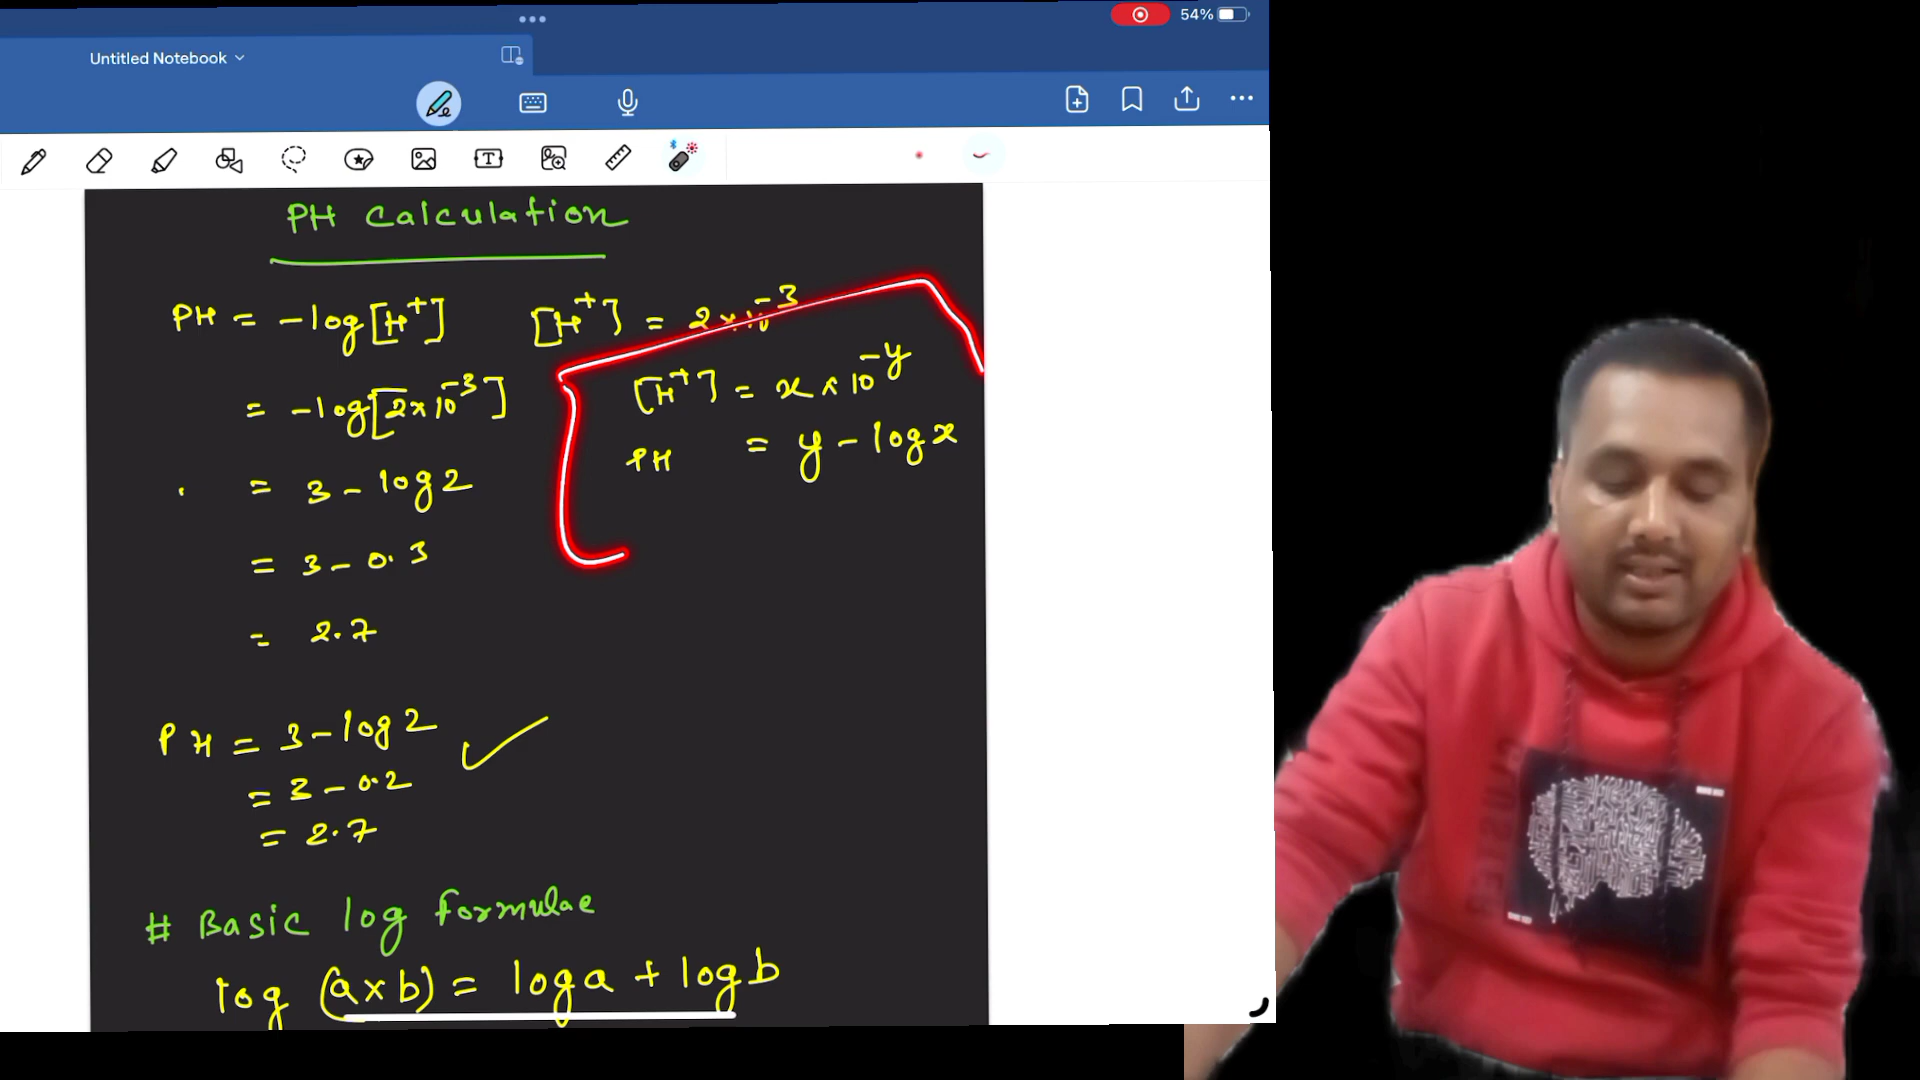 54%
Untitled Notebook
PH Calculation
PH = -log[H⁺] [H⁺] = 2×10⁻³
= -log[2×10⁻³]
[H⁺] = x × 10⁻ʸ
PH = y - log x
= 3 - log 2
= 3 - 0.3
= 2.7
PH = 3 - log 2
= 3 - 0.2
= 2.7
# Basic log formulae
log (a×b) = log a + log b